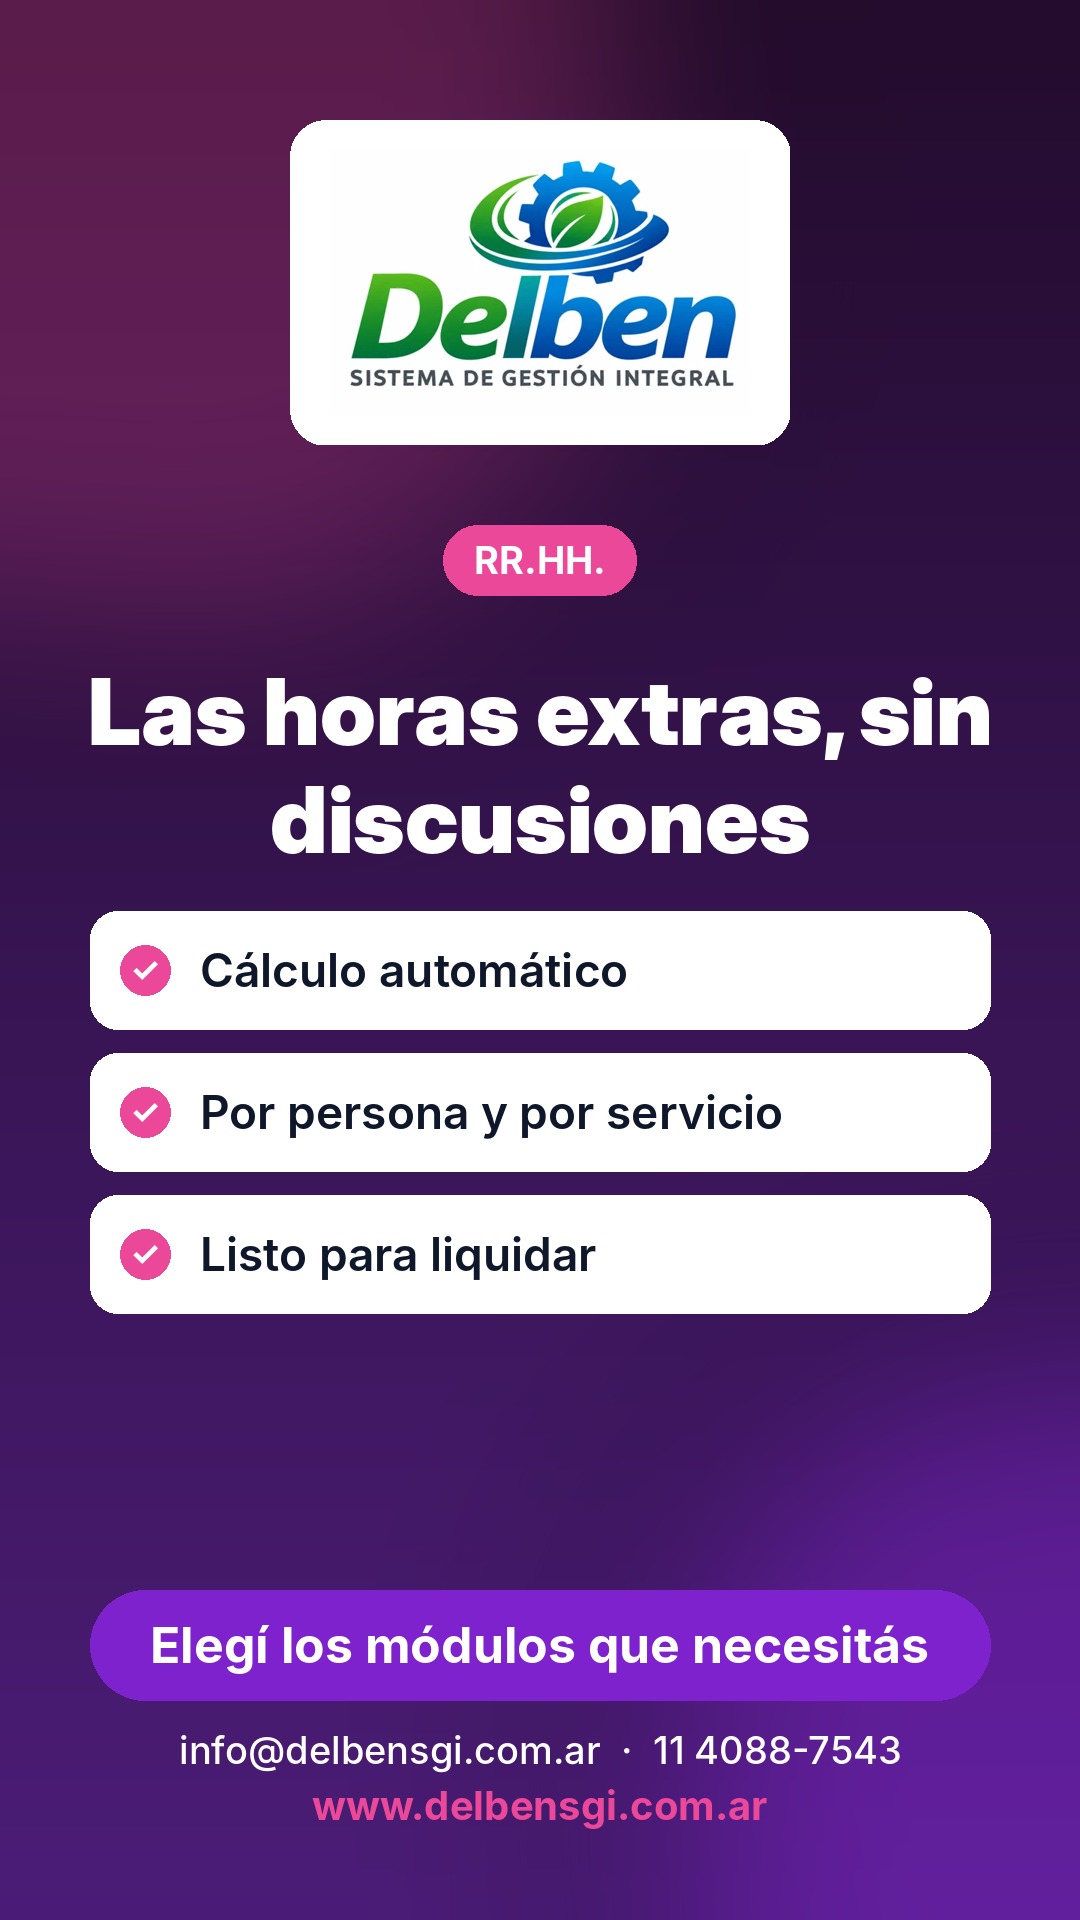 Delben
SISTEMA DE GESTIÓN INTEGRAL
RR.HH.
Las horas extras, sin
discusiones
Cálculo automático
Por persona y por servicio
Listo para liquidar
Elegí los módulos que necesitás
info@delbensgi.com.ar · 11 4088-7543
www.delbensgi.com.ar